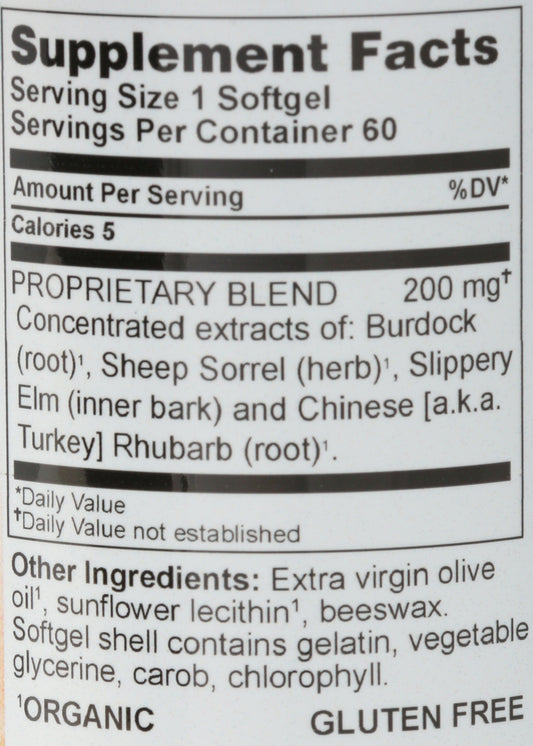 Supplement Facts
Serving Size 1 Softgel
Servings Per Container 60
Amount Per Serving %DV*
Calories 5
PROPRIETARY BLEND 200 mg†
Concentrated extracts of: Burdock
(root)¹, Sheep Sorrel (herb)¹, Slippery
Elm (inner bark) and Chinese [a.k.a.
Turkey] Rhubarb (root)¹.
*Daily Value
†Daily Value not established
Other Ingredients: Extra virgin olive
oil¹, sunflower lecithin¹, beeswax.
Softgel shell contains gelatin, vegetable
glycerine, carob, chlorophyll.
¹ORGANIC GLUTEN FREE